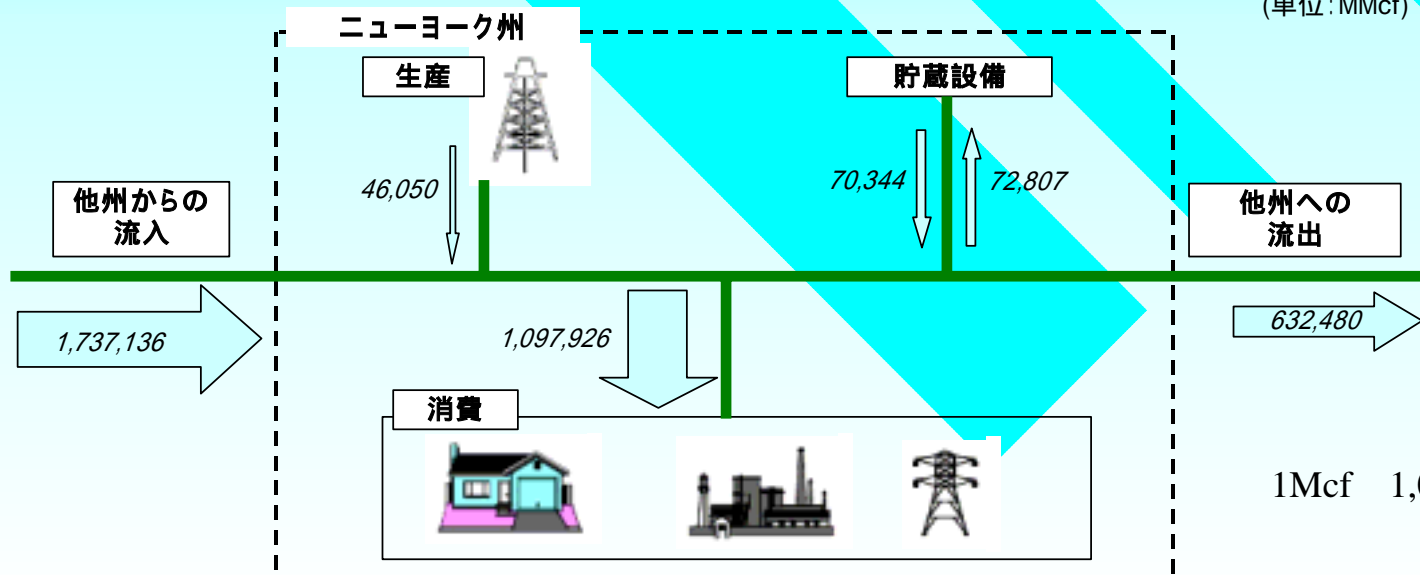 (単位:MMcf)
ニューヨーク州
生産
貯蔵設備
46,050
70,344
72,807
他州からの
流入
他州への
流出
1,737,136
1,097,926
632,480
消費
1Mcf